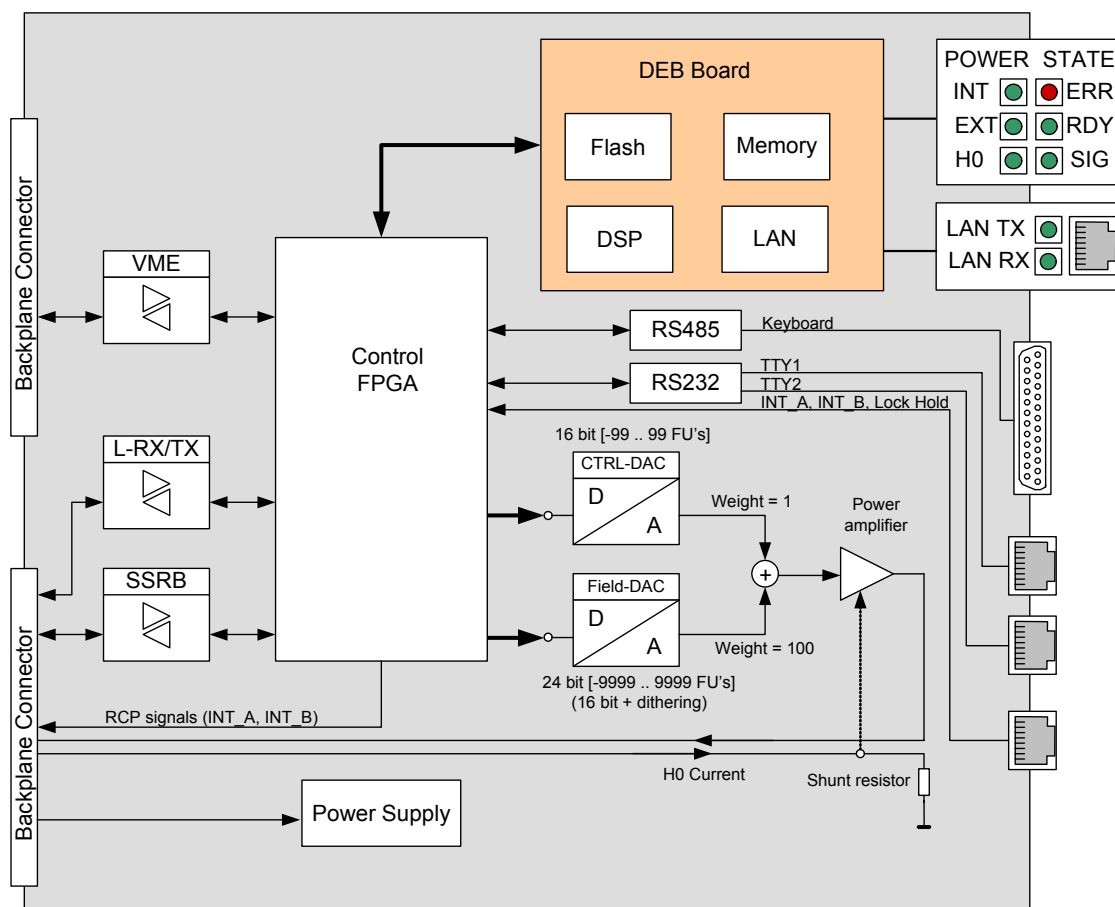 DEB Board
Flash
Memory
DSP
LAN
POWER STATE
INT
ERR
EXT
RDY
H0
SIG
LAN TX
LAN RX
Backplane Connector
VME
L-RX/TX
SSRB
Control
FPGA
RS485
Keyboard
RS232
TTY1
TTY2
INT_A, INT_B, Lock Hold
16 bit [-99 .. 99 FU's]
CTRL-DAC
D
A
Weight = 1
Power
amplifier
+
Field-DAC
D
A
Weight = 100
24 bit [-9999 .. 9999 FU's]
(16 bit + dithering)
Backplane Connector
RCP signals (INT_A, INT_B)
H0 Current
Shunt resistor
Power Supply